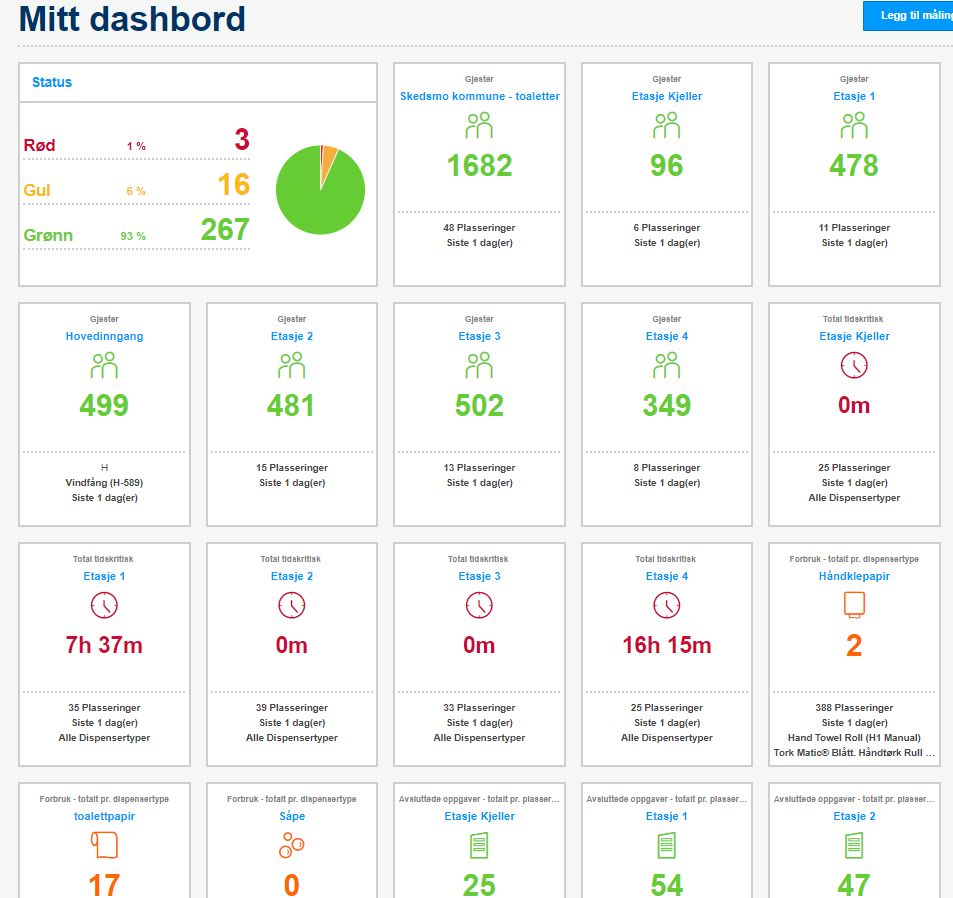 Mitt dashbord
Legg til måling
Status
Rød 1 % 3
Gul 6 % 16
Grønn 93 % 267
Gjester
Skedsmo kommune - toaletter
1682
48 Plasseringer
Siste 1 dag(er)
Gjester
Etasje Kjeller
96
6 Plasseringer
Siste 1 dag(er)
Gjester
Etasje 1
478
11 Plasseringer
Siste 1 dag(er)
Gjester
Hovedinngang
499
H
Vindfång (H-589)
Siste 1 dag(er)
Gjester
Etasje 2
481
15 Plasseringer
Siste 1 dag(er)
Gjester
Etasje 3
502
13 Plasseringer
Siste 1 dag(er)
Gjester
Etasje 4
349
8 Plasseringer
Siste 1 dag(er)
Total tidskritisk
Etasje Kjeller
0m
25 Plasseringer
Siste 1 dag(er)
Alle Dispensertyper
Total tidskritisk
Etasje 1
7h 37m
35 Plasseringer
Siste 1 dag(er)
Alle Dispensertyper
Total tidskritisk
Etasje 2
0m
39 Plasseringer
Siste 1 dag(er)
Alle Dispensertyper
Total tidskritisk
Etasje 3
0m
33 Plasseringer
Siste 1 dag(er)
Alle Dispensertyper
Total tidskritisk
Etasje 4
16h 15m
25 Plasseringer
Siste 1 dag(er)
Alle Dispensertyper
Forbruk - totalt pr. dispensertype
Håndklepapir
2
388 Plasseringer
Siste 1 dag(er)
Hand Towel Roll (H1 Manual)
Tork Matic® Blått. Håndtørk Rull ...
Forbruk - totalt pr. dispensertype
toalettpapir
17
Forbruk - totalt pr. dispensertype
Såpe
0
Avsluttede oppgaver - totalt pr. plasser...
Etasje Kjeller
25
Avsluttede oppgaver - totalt pr. plasser...
Etasje 1
54
Avsluttede oppgaver - totalt pr. plasser...
Etasje 2
47